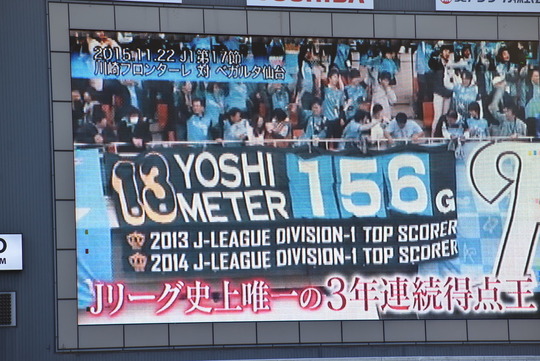 TOSHIBA
2015.11.22 J1第17節
川崎フロンターレ 対 ベガルタ仙台
13 YOSHI METER 156 G
2013 J-LEAGUE DIVISION-1 TOP SCORER
2014 J-LEAGUE DIVISION-1 TOP SCORER
Jリーグ史上唯一の3年連続得点王